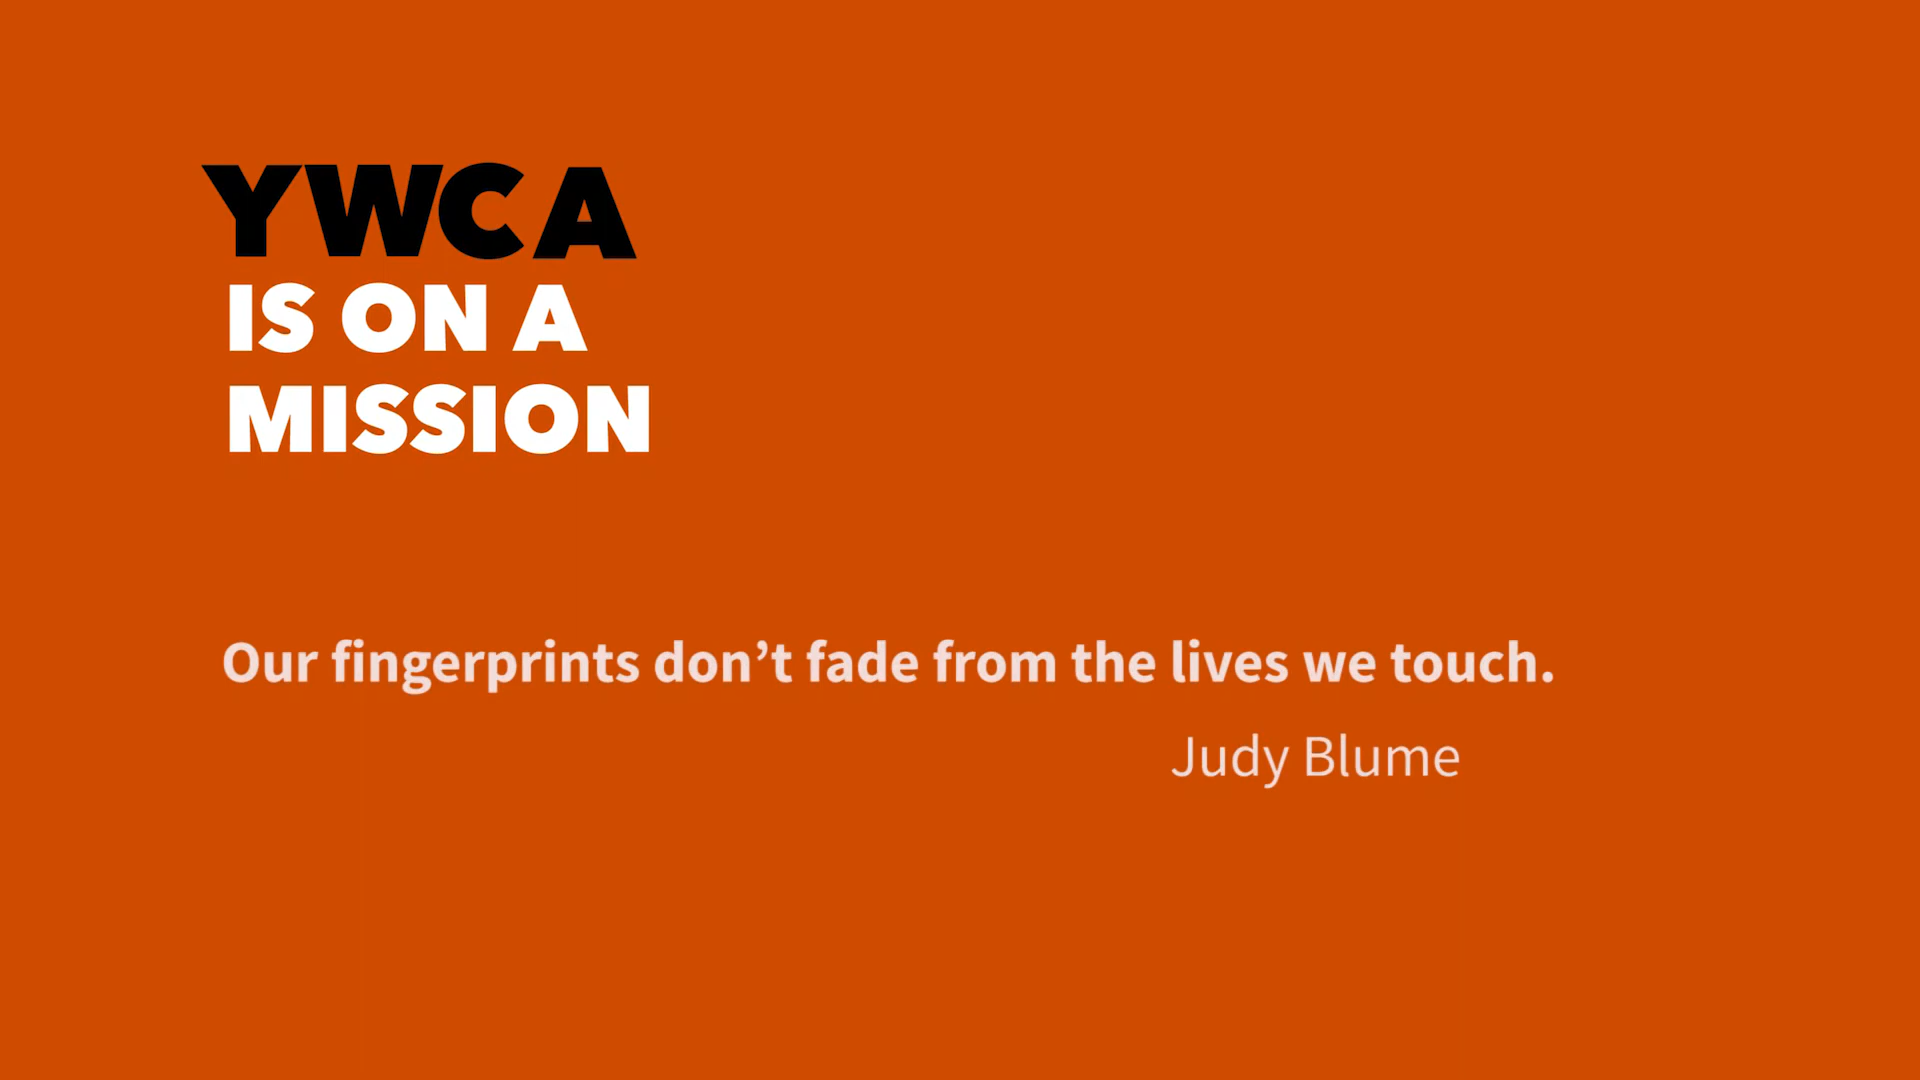 YWCA
IS ON A
MISSION
Our fingerprints don’t fade from the lives we touch.
Judy Blume